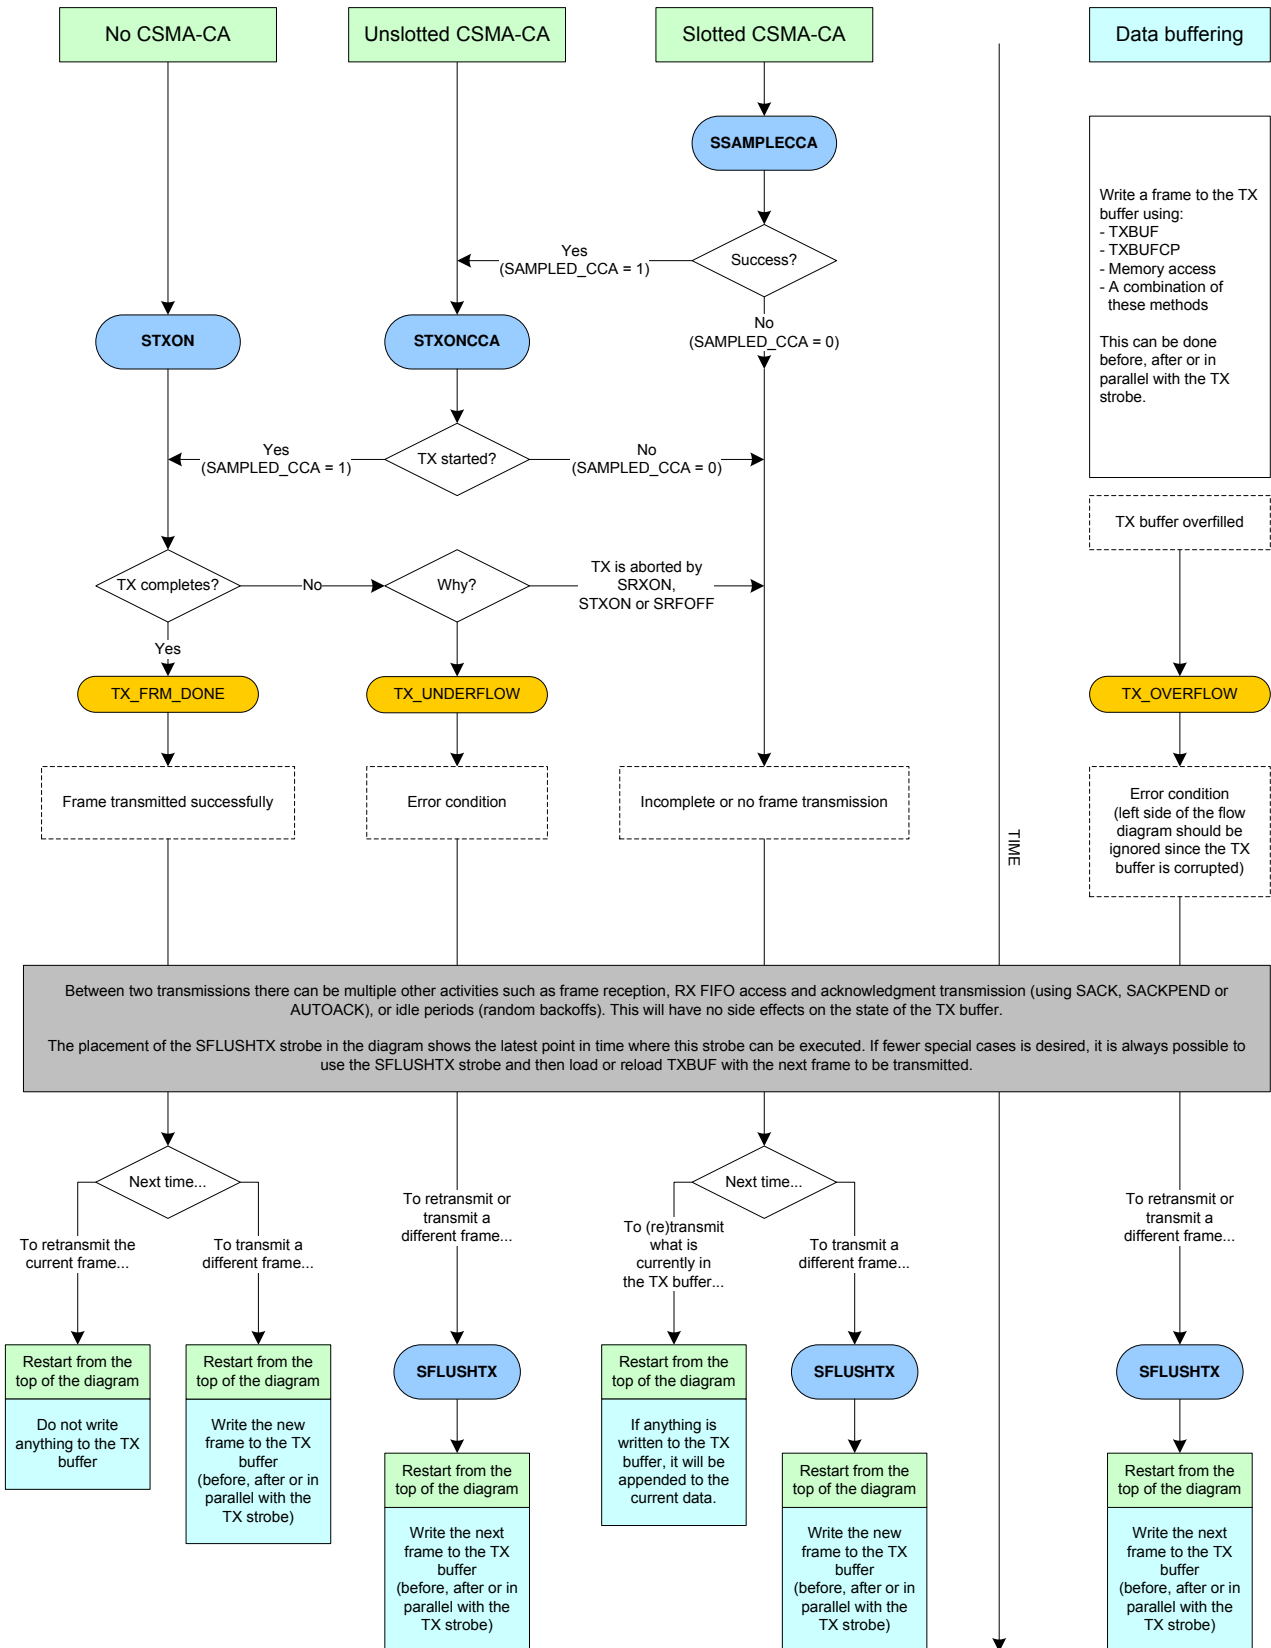 No CSMA-CA
Unslotted CSMA-CA
Slotted CSMA-CA
Data buffering
SSAMPLECCA
Write a frame to the TX
buffer using:
- TXBUF
- TXBUFCP
- Memory access
- A combination of
these methods
This can be done
before, after or in
parallel with the TX
strobe.
Success?
Yes
(SAMPLED_CCA = 1)
No
(SAMPLED_CCA = 0)
STXON
STXONCCA
TX started?
Yes
(SAMPLED_CCA = 1)
No
(SAMPLED_CCA = 0)
TX buffer overfilled
TX completes?
No
Why?
TX is aborted by
SRXON,
STXON or SRFOFF
Yes
TX_FRM_DONE
TX_UNDERFLOW
TX_OVERFLOW
Frame transmitted successfully
Error condition
Incomplete or no frame transmission
TIME
Error condition
(left side of the flow
diagram should be
ignored since the TX
buffer is corrupted)
Between two transmissions there can be multiple other activities such as frame reception, RX FIFO access and acknowledgment transmission (using SACK, SACKPEND or
AUTOACK), or idle periods (random backoffs). This will have no side effects on the state of the TX buffer.
The placement of the SFLUSHTX strobe in the diagram shows the latest point in time where this strobe can be executed. If fewer special cases is desired, it is always possible to
use the SFLUSHTX strobe and then load or reload TXBUF with the next frame to be transmitted.
Next time...
To retransmit the
current frame...
To transmit a
different frame...
To retransmit or
transmit a
different frame...
Next time...
To (re)transmit
what is
currently in
the TX buffer...
To transmit a
different frame...
To retransmit or
transmit a
different frame...
Restart from the
top of the diagram
Do not write
anything to the TX
buffer
Restart from the
top of the diagram
Write the new
frame to the TX
buffer
(before, after or in
parallel with the
TX strobe)
SFLUSHTX
Restart from the
top of the diagram
Write the next
frame to the TX
buffer
(before, after or in
parallel with the
TX strobe)
Restart from the
top of the diagram
If anything is
written to the TX
buffer, it will be
appended to the
current data.
SFLUSHTX
Restart from the
top of the diagram
Write the new
frame to the TX
buffer
(before, after or in
parallel with the
TX strobe)
SFLUSHTX
Restart from the
top of the diagram
Write the next
frame to the TX
buffer
(before, after or in
parallel with the
TX strobe)